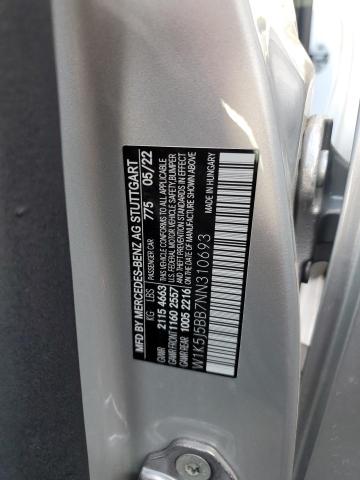 MFD BY MERCEDES-BENZ AG STUTTGART
PASSENGER CAR 775 05/22
KG LBS
GVWR 2115 4663 THIS VEHICLE CONFORMS TO ALL APPLICABLE
GAWR FRONT 1160 2557 FEDERAL MOTOR VEHICLE SAFETY, BUMPER
GAWR REAR 1005 2216 AND THEFT PREVENTION STANDARDS IN EFFECT
ON THE DATE OF MANUFACTURE SHOWN ABOVE
W1K5J5BB7NN310693 MADE IN HUNGARY